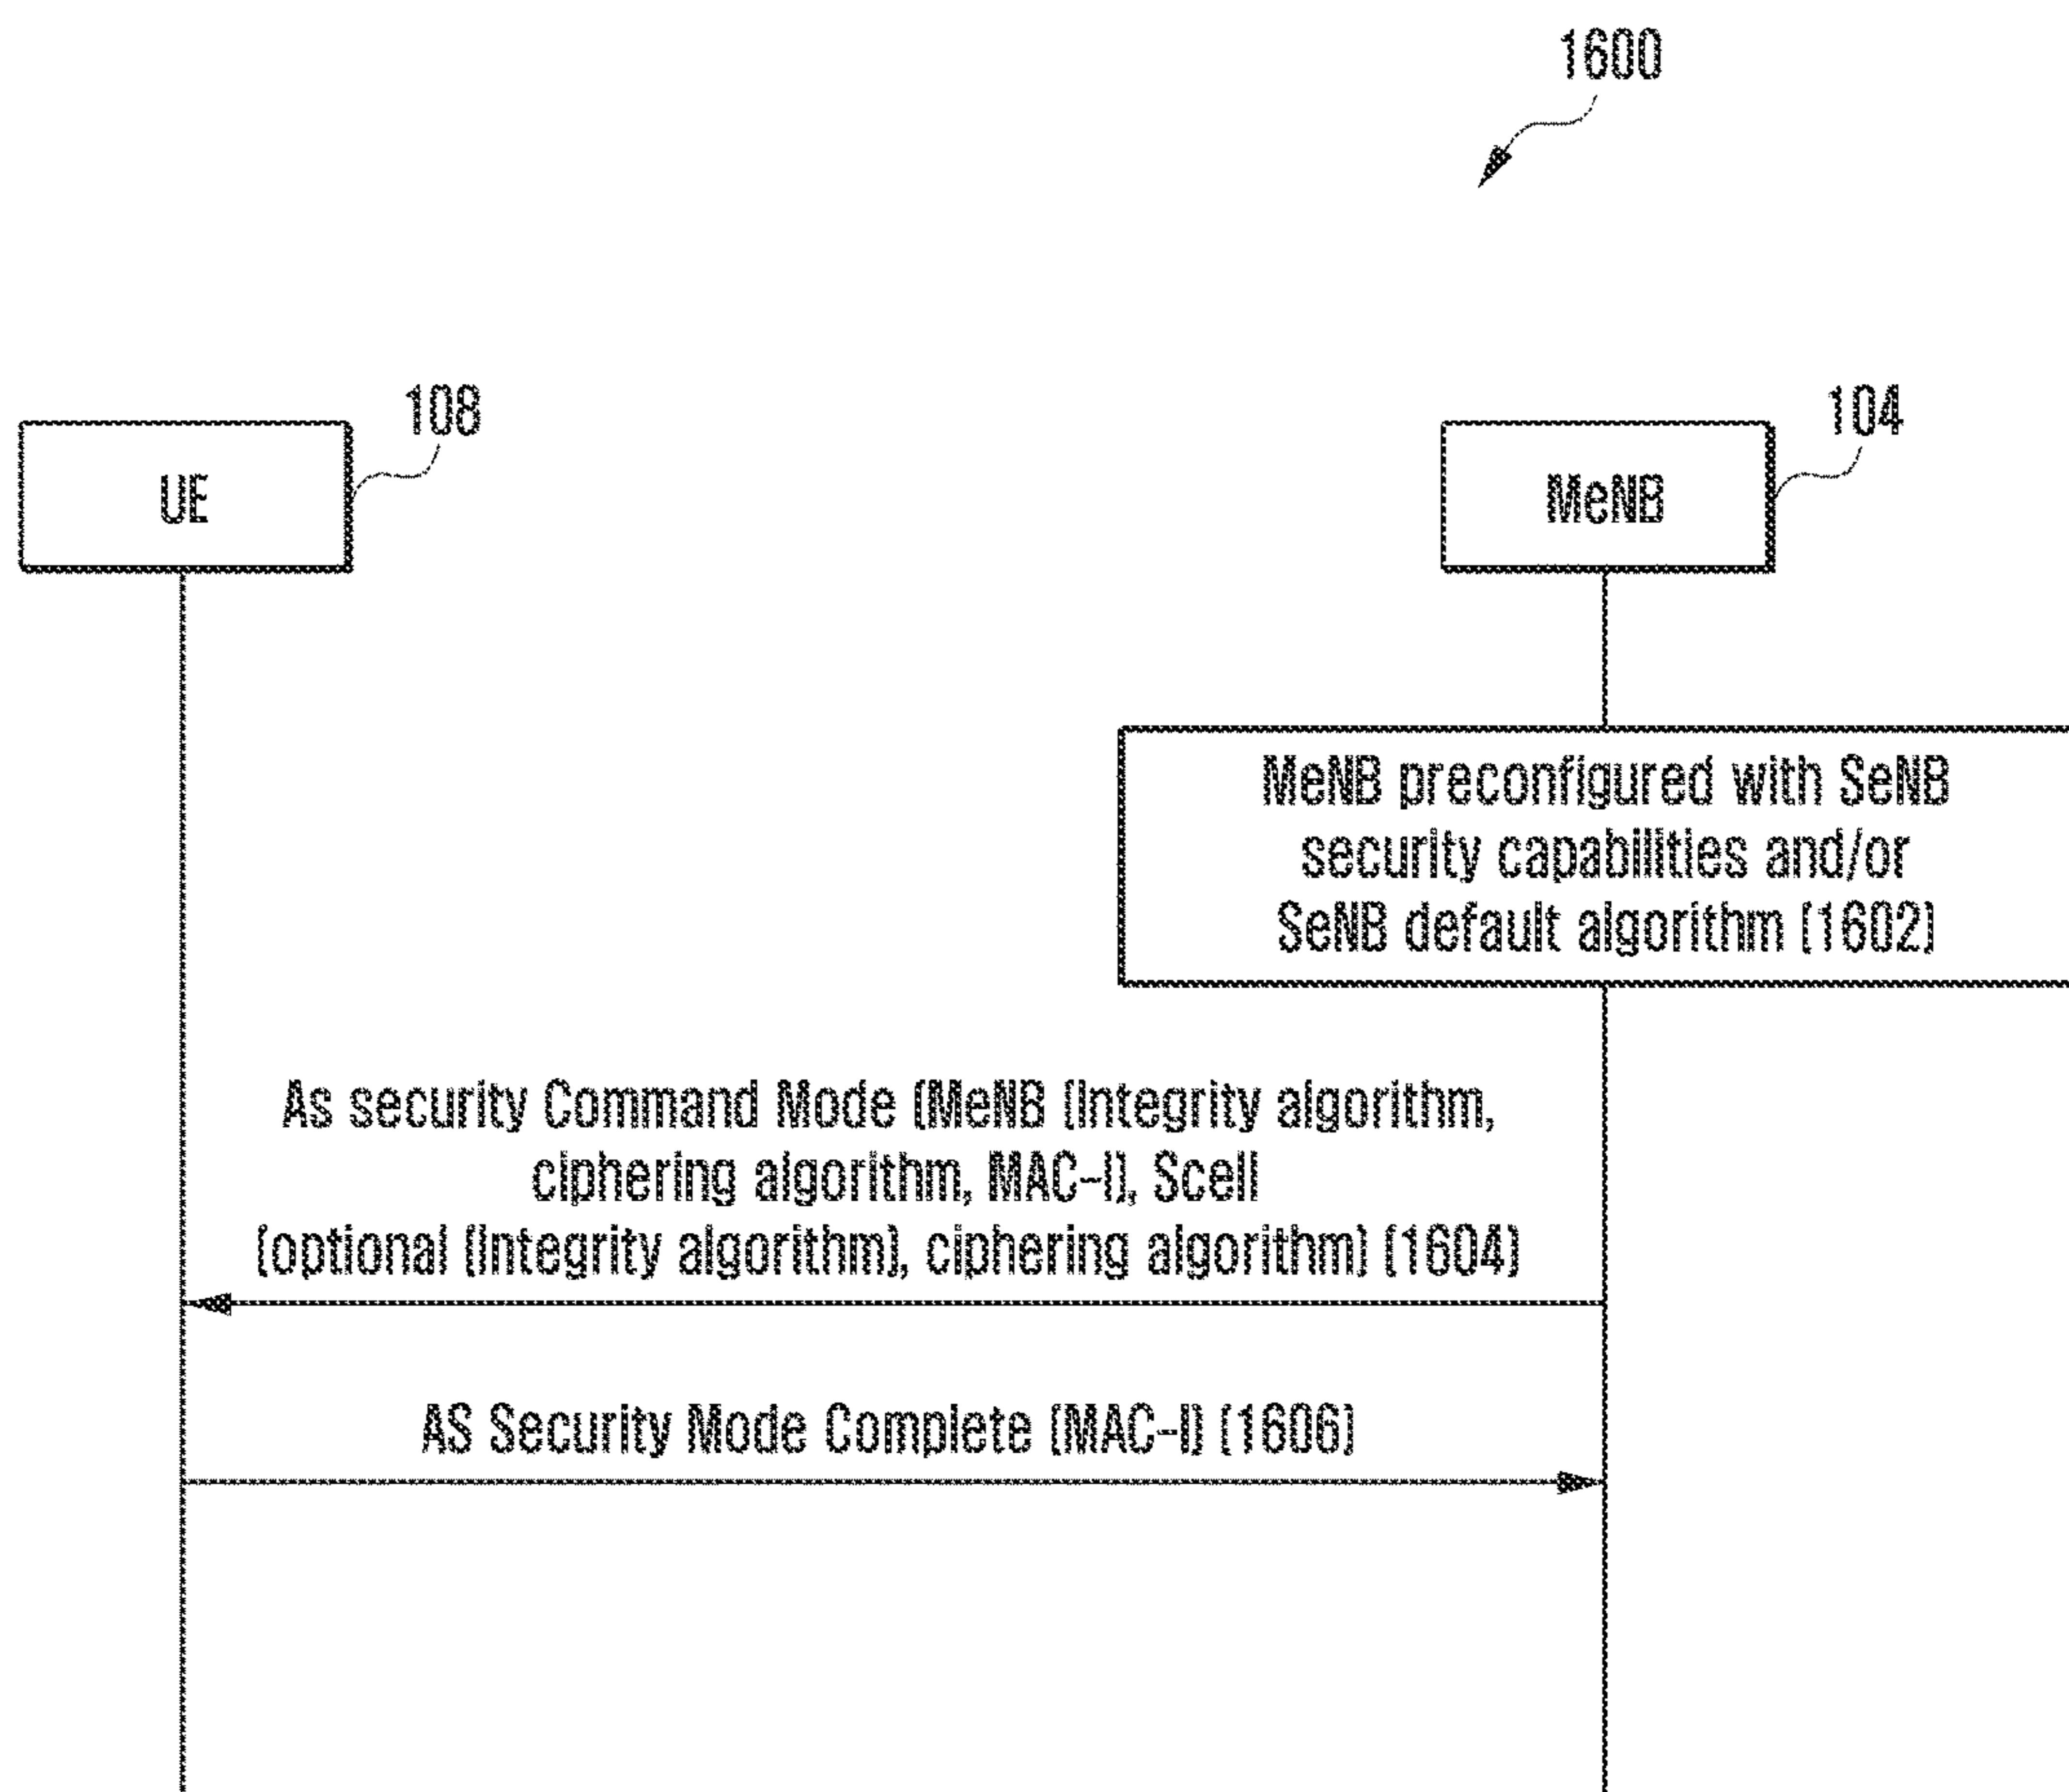 1600
108
104
UE
MeNB
MeNB preconfigured with SeNB
security capabilities and/or
SeNB default algorithm (1602)
As security Command Mode (MeNB (Integrity algorithm,
ciphering algorithm, MAC-I), Scell
(optional (Integrity algorithm), ciphering algorithm) (1604)
AS Security Mode Complete (MAC-I) (1606)